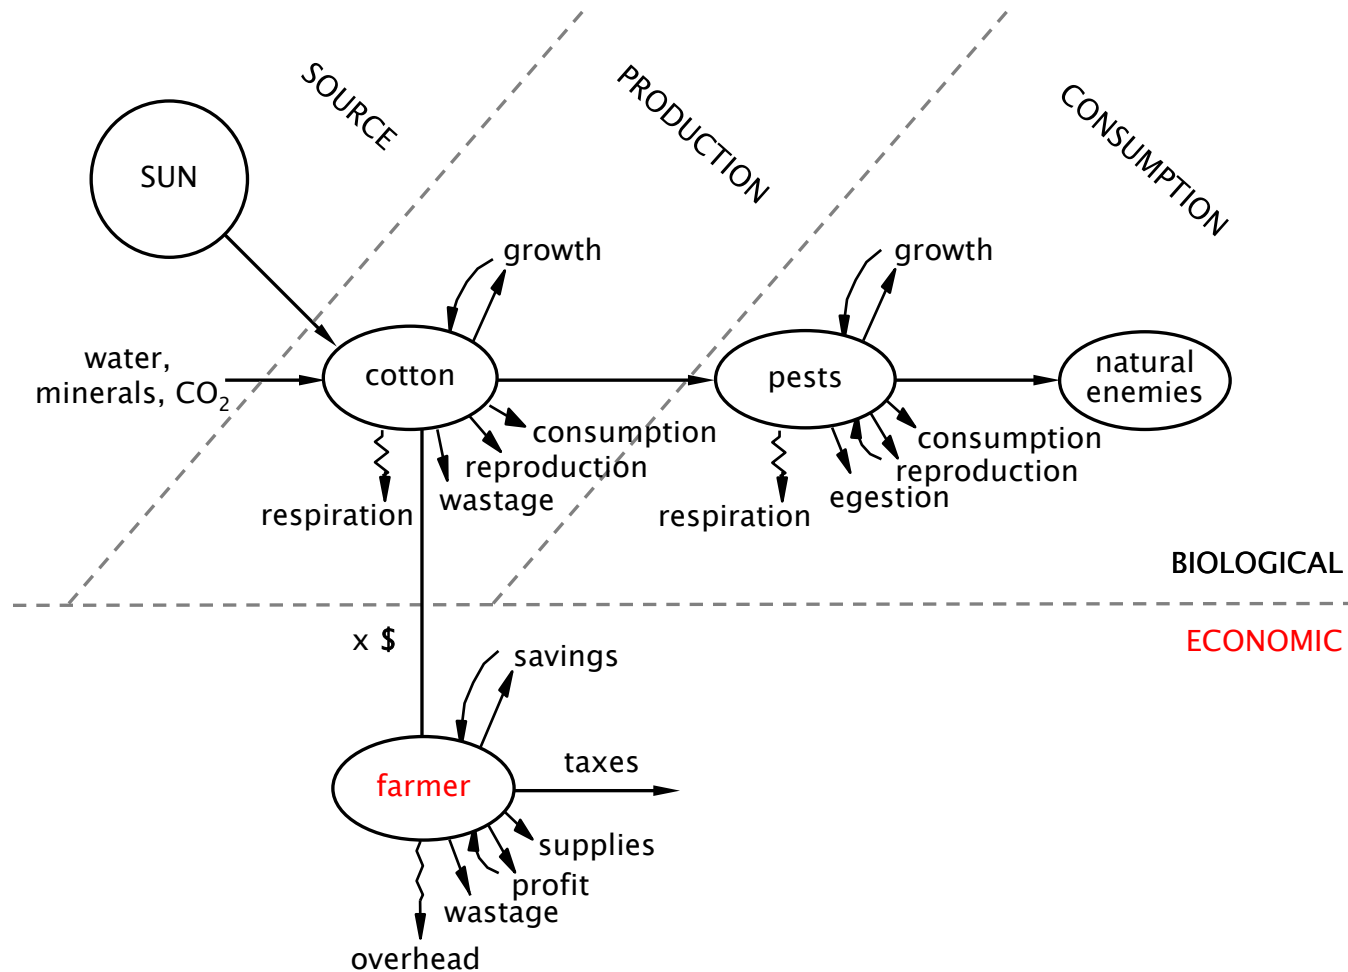 SOURCE
PRODUCTION
CONSUMPTION
SUN
growth
growth
water,
minerals, CO₂
cotton
pests
natural
enemies
consumption
reproduction
wastage
respiration
consumption
reproduction
egestion
respiration
BIOLOGICAL
ECONOMIC
x $
savings
farmer
taxes
supplies
profit
wastage
overhead